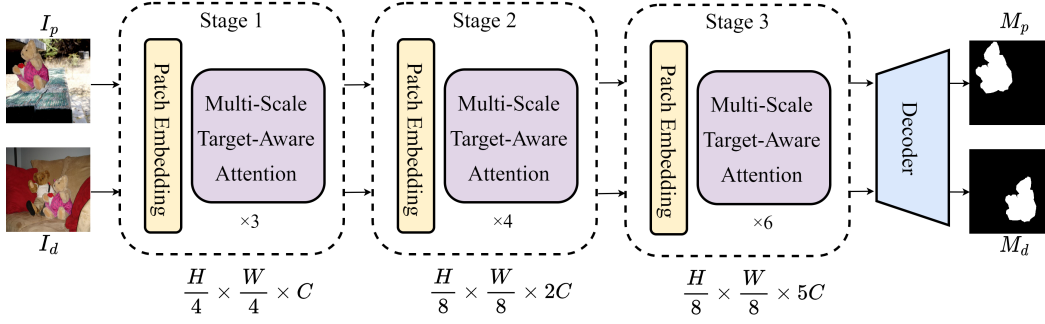 I_p
Stage 1
Stage 2
Stage 3
M_p
Patch Embedding
Multi-Scale
Target-Aware
Attention
×3
Patch Embedding
Multi-Scale
Target-Aware
Attention
×4
Patch Embedding
Multi-Scale
Target-Aware
Attention
×6
Decoder
I_d
M_d
H/4 × W/4 × C
H/8 × W/8 × 2C
H/8 × W/8 × 5C